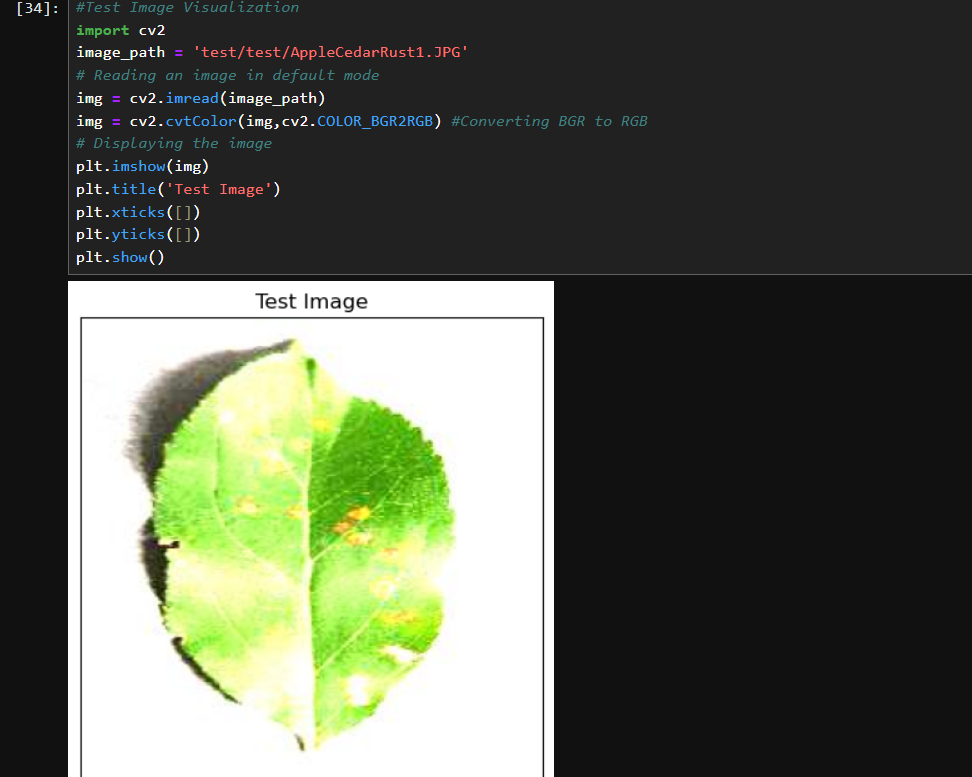 [34]: #Test Image Visualization
import cv2
image_path = 'test/test/AppleCedarRust1.JPG'
# Reading an image in default mode
img = cv2.imread(image_path)
img = cv2.cvtColor(img,cv2.COLOR_BGR2RGB) #Converting BGR to RGB
# Displaying the image
plt.imshow(img)
plt.title('Test Image')
plt.xticks([])
plt.yticks([])
plt.show()
Test Image